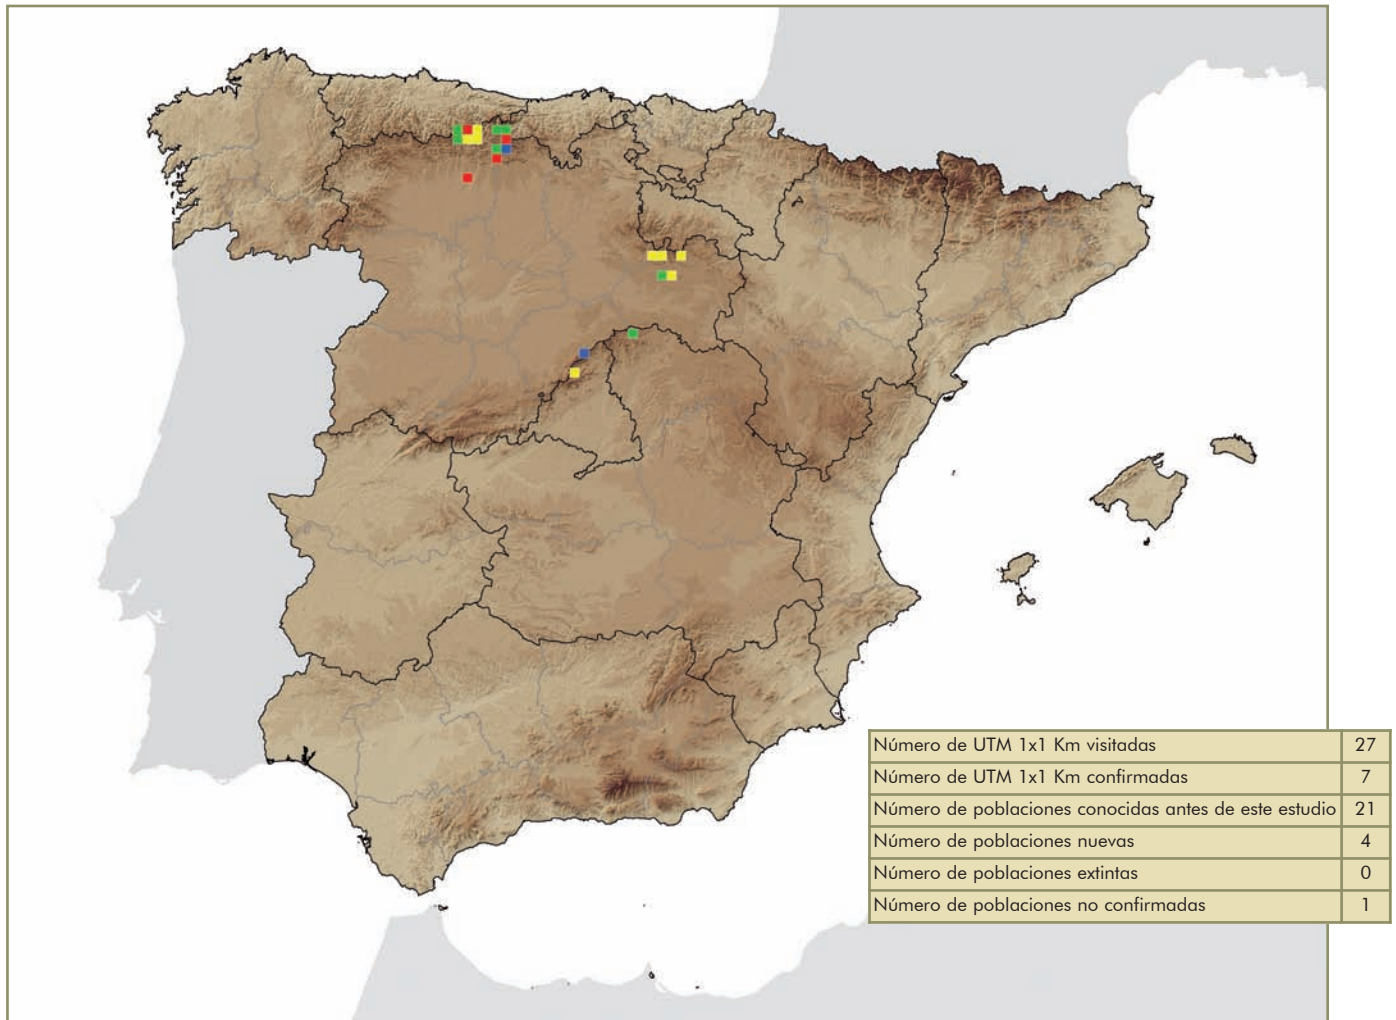 Número de UTM 1x1 Km visitadas 27
Número de UTM 1x1 Km confirmadas 7
Número de poblaciones conocidas antes de este estudio 21
Número de poblaciones nuevas 4
Número de poblaciones extintas 0
Número de poblaciones no confirmadas 1